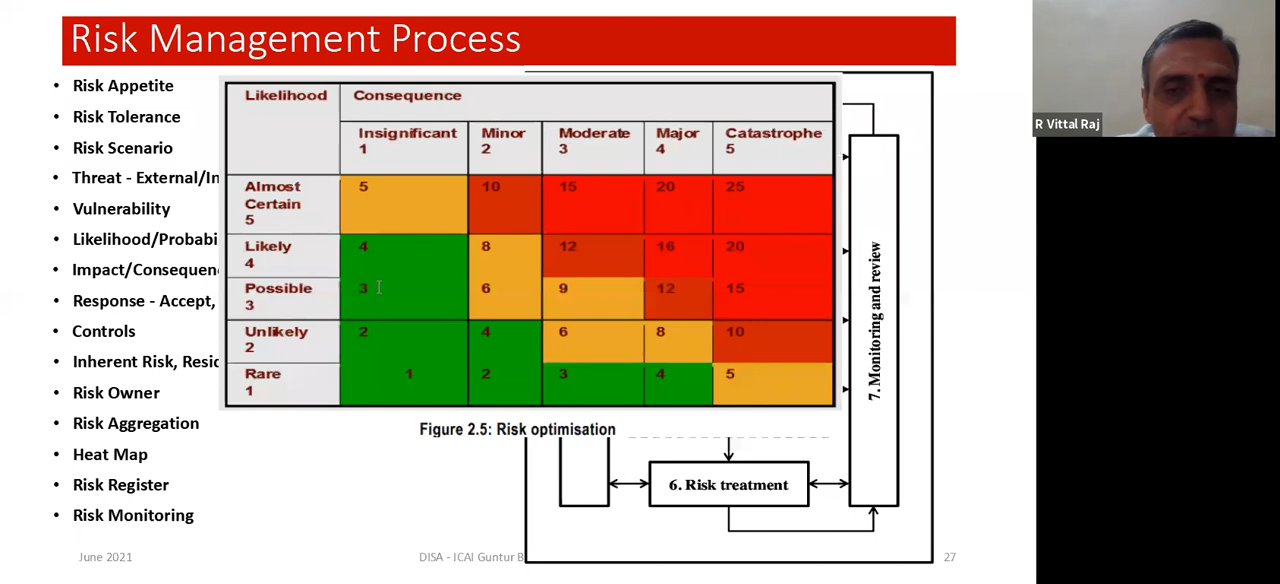 Risk Management Process
• Risk Appetite
• Risk Tolerance
• Risk Scenario
• Threat - External/In
• Vulnerability
• Likelihood/Probabi
• Impact/Consequen
• Response - Accept,
• Controls
• Inherent Risk, Resid
• Risk Owner
• Risk Aggregation
• Heat Map
• Risk Register
• Risk Monitoring
Likelihood Consequence
Insignificant Minor Moderate Major Catastrophe
1 2 3 4 5
Almost 5 10 15 20 25
Certain
5
Likely 4 8 12 16 20
4
Possible 3 6 9 12 15
3
Unlikely 2 4 6 8 10
2
Rare 1 2 3 4 5
1
Figure 2.5: Risk optimisation
6. Risk treatment
7. Monitoring and review
June 2021
DISA - ICAI Guntur B
27
R Vittal Raj